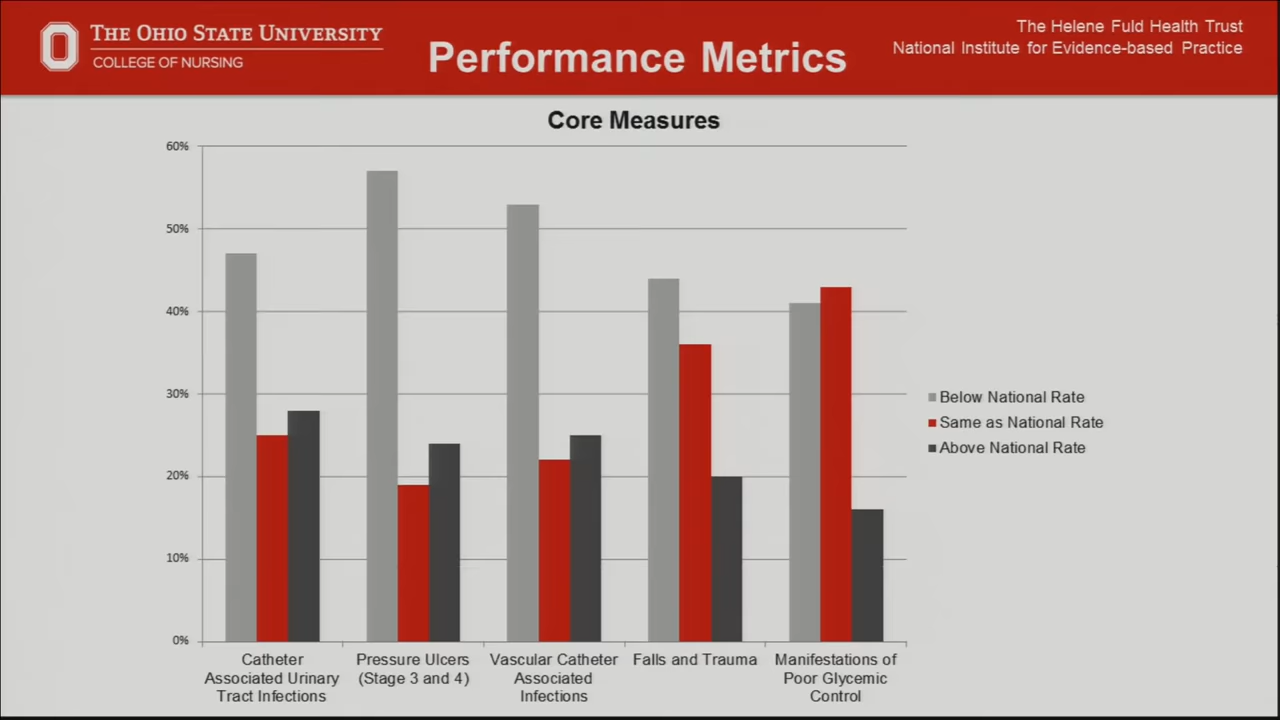 THE OHIO STATE UNIVERSITY
COLLEGE OF NURSING
Performance Metrics
The Helene Fuld Health Trust
National Institute for Evidence-based Practice
Core Measures
60%
50%
40%
30%
20%
10%
0%
Catheter
Associated Urinary
Tract Infections
Pressure Ulcers
(Stage 3 and 4)
Vascular Catheter
Associated
Infections
Falls and Trauma
Manifestations of
Poor Glycemic
Control
Below National Rate
Same as National Rate
Above National Rate